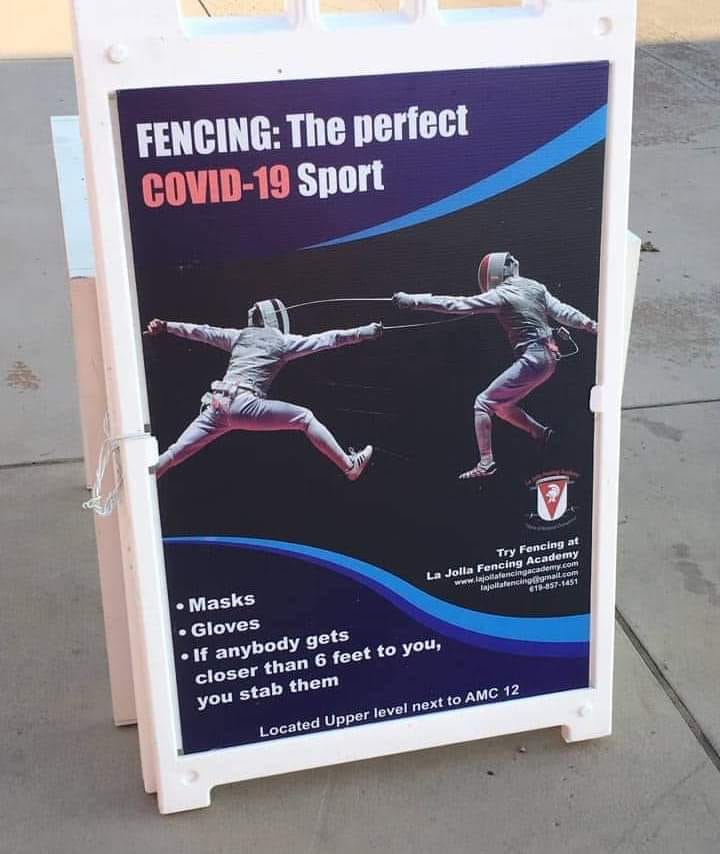 FENCING: The perfect
COVID-19 Sport
Try Fencing at
La Jolla Fencing Academy
www.lajollafencingacademy.com
lajollafencing@gmail.com
619-857-1451
• Masks
• Gloves
• If anybody gets
closer than 6 feet to you,
you stab them
Located Upper level next to AMC 12